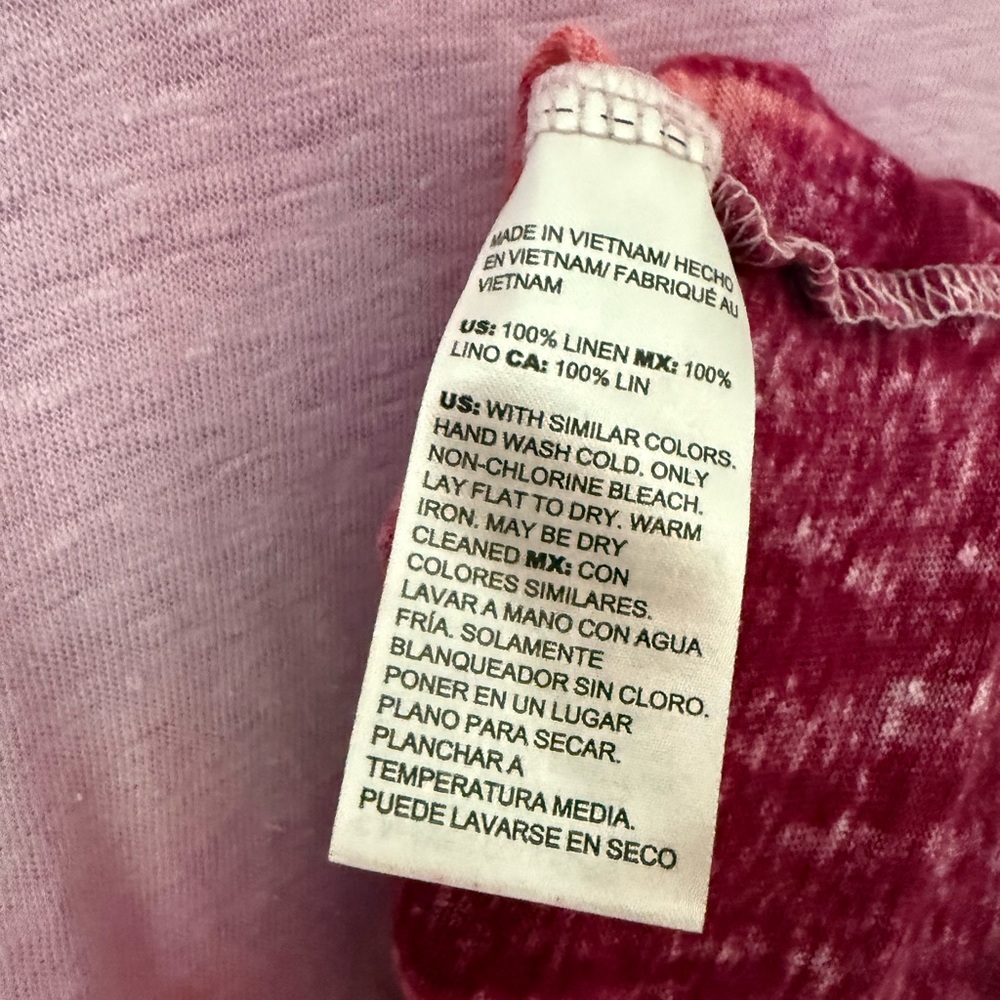 MADE IN VIETNAM/ HECHO
EN VIETNAM/ FABRIQUÉ AU
VIETNAM
US: 100% LINEN MX: 100%
LINO CA: 100% LIN
US: WITH SIMILAR COLORS.
HAND WASH COLD. ONLY
NON-CHLORINE BLEACH.
LAY FLAT TO DRY. WARM
IRON. MAY BE DRY
CLEANED MX: CON
COLORES SIMILARES.
LAVAR A MANO CON AGUA
FRÍA. SOLAMENTE
BLANQUEADOR SIN CLORO.
PONER EN UN LUGAR
PLANO PARA SECAR.
PLANCHAR A
TEMPERATURA MEDIA.
PUEDE LAVARSE EN SECO